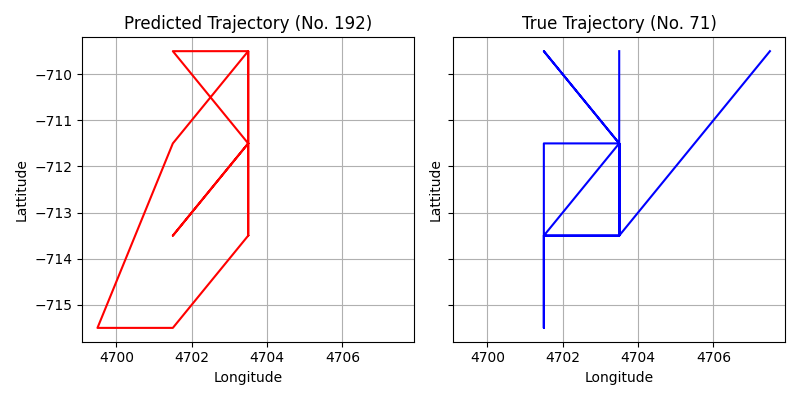 Predicted Trajectory (No. 192)
True Trajectory (No. 71)
−710
−711
−712
−713
−714
−715
4700 4702 4704 4706
4700 4702 4704 4706
Longitude
Longitude
Lattitude
Lattitude